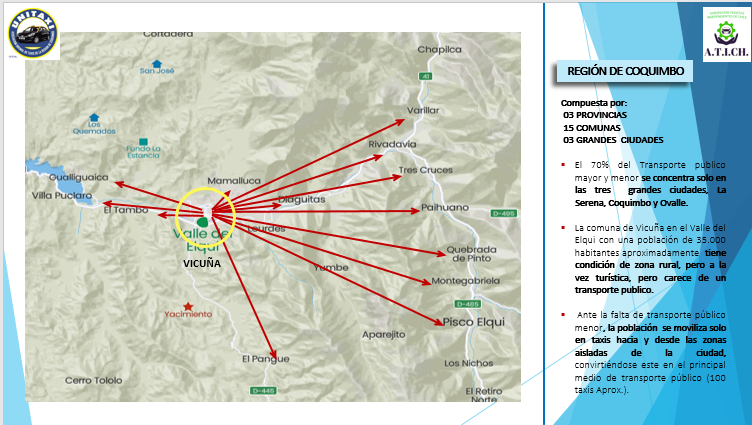 UNITAXI
Cordadera
San José
Chapilca
41
Los
Quemados
Fundo La
Estancia
Varillar
Rivadavia
Tres Cruces
Gualliguaica
Mamalluca
Villa Puclaro
El Tambo
Diaguitas
Paihuano
D-485
Valle del
Elqui
Lourdes
VICUÑA
Yumbe
Quebrada
de Pinto
Montegabriela
D-485
Yacimiento
Pisco Elqui
Aparejito
El Pangue
Los Nichos
Cerro Tololo
D-445
El Retiro
Norte
A.T.I.CH.
REGIÓN DE COQUIMBO
Compuesta por:
03 PROVINCIAS
15 COMUNAS
03 GRANDES CIUDADES
El 70% del Transporte publico
mayor y menor se concentra solo en
las tres grandes ciudades, La
Serena, Coquimbo y Ovalle.
La comuna de Vicuña en el Valle del
Elqui con una población de 35.000
habitantes aproximadamente tiene
condición de zona rural, pero a la
vez turística, pero carece de un
transporte publico.
Ante la falta de transporte público
menor, la población se moviliza solo
en taxis hacia y desde las zonas
aisladas de la ciudad,
convirtiéndose este en el principal
medio de transporte público (100
taxis Aprox.).